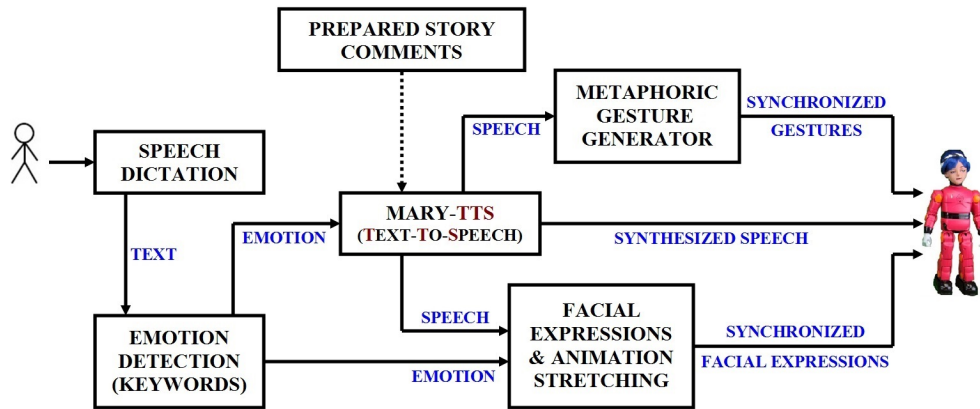 PREPARED STORY
COMMENTS
METAPHORIC
GESTURE
GENERATOR
SYNCHRONIZED
GESTURES
SPEECH
SPEECH
DICTATION
MARY-TTS
(TEXT-TO-SPEECH)
EMOTION
SYNTHESIZED SPEECH
TEXT
SPEECH
EMOTION
DETECTION
(KEYWORDS)
EMOTION
FACIAL
EXPRESSIONS
& ANIMATION
STRETCHING
SYNCHRONIZED
FACIAL EXPRESSIONS